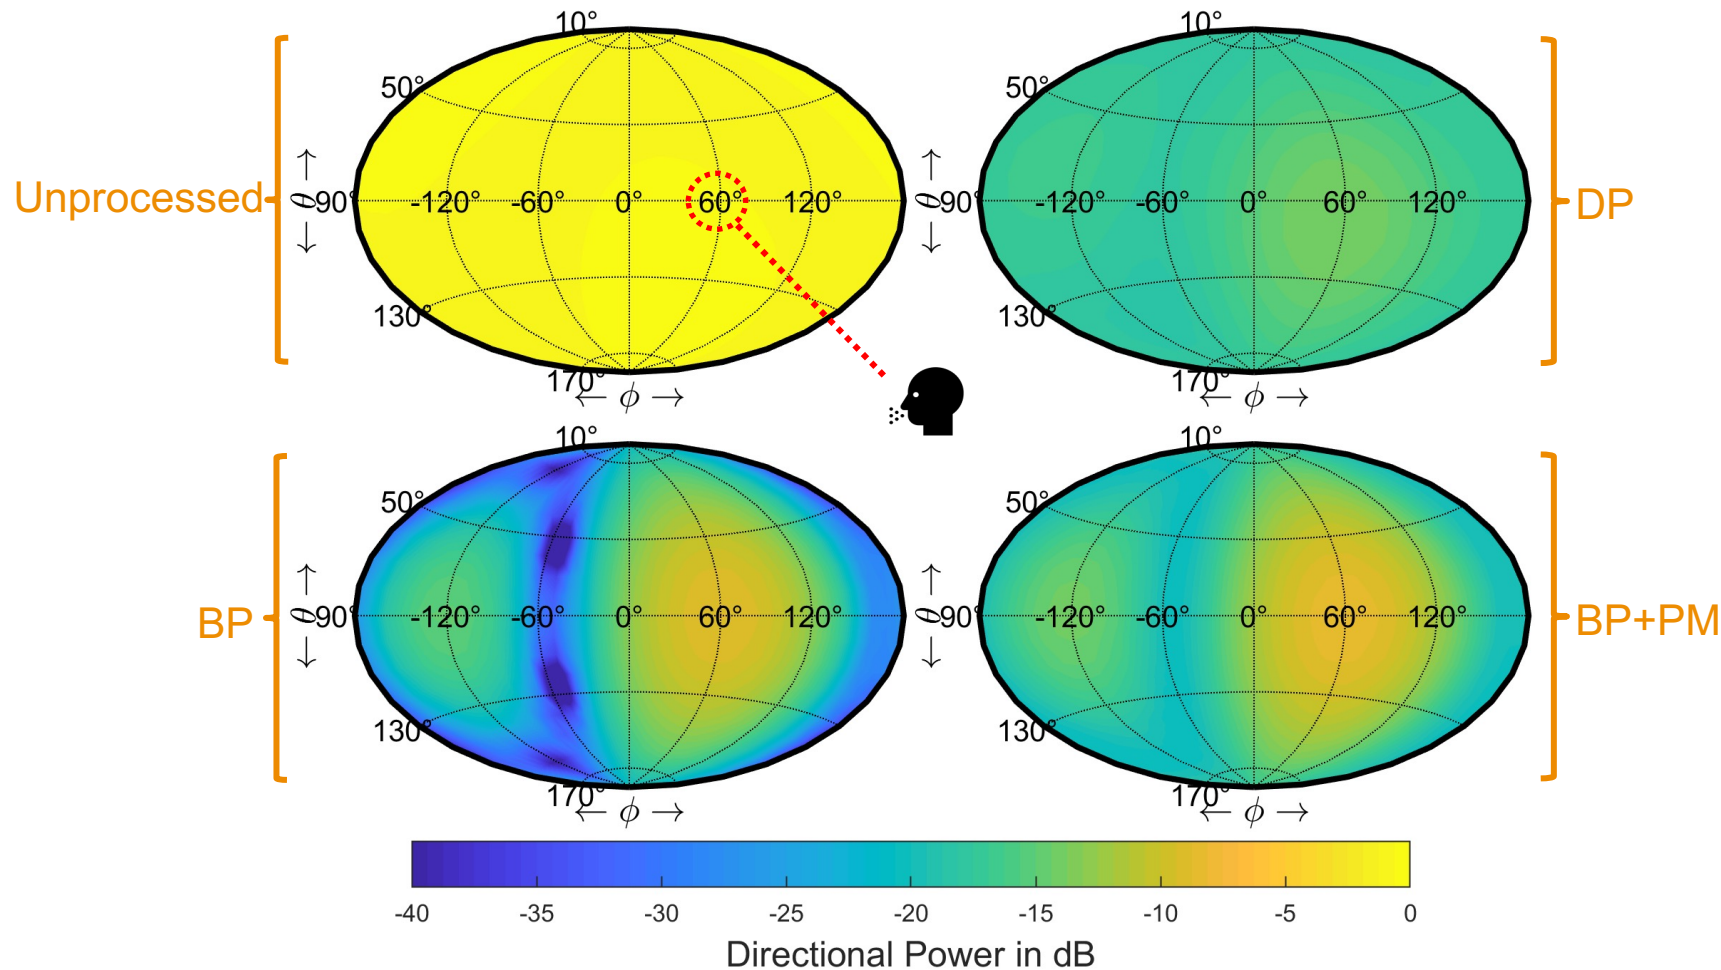 10°
50°
↑
θ
↓
90°
-120° -60° 0° 60° 120°
130°
170°
← ϕ →
Unprocessed
10°
50°
↑
θ
↓
90°
-120° -60° 0° 60° 120°
130°
170°
← ϕ →
DP
10°
50°
↑
θ
↓
90°
-120° -60° 0° 60° 120°
130°
170°
← ϕ →
BP
10°
50°
↑
θ
↓
90°
-120° -60° 0° 60° 120°
130°
170°
← ϕ →
BP+PM
-40 -35 -30 -25 -20 -15 -10 -5 0
Directional Power in dB